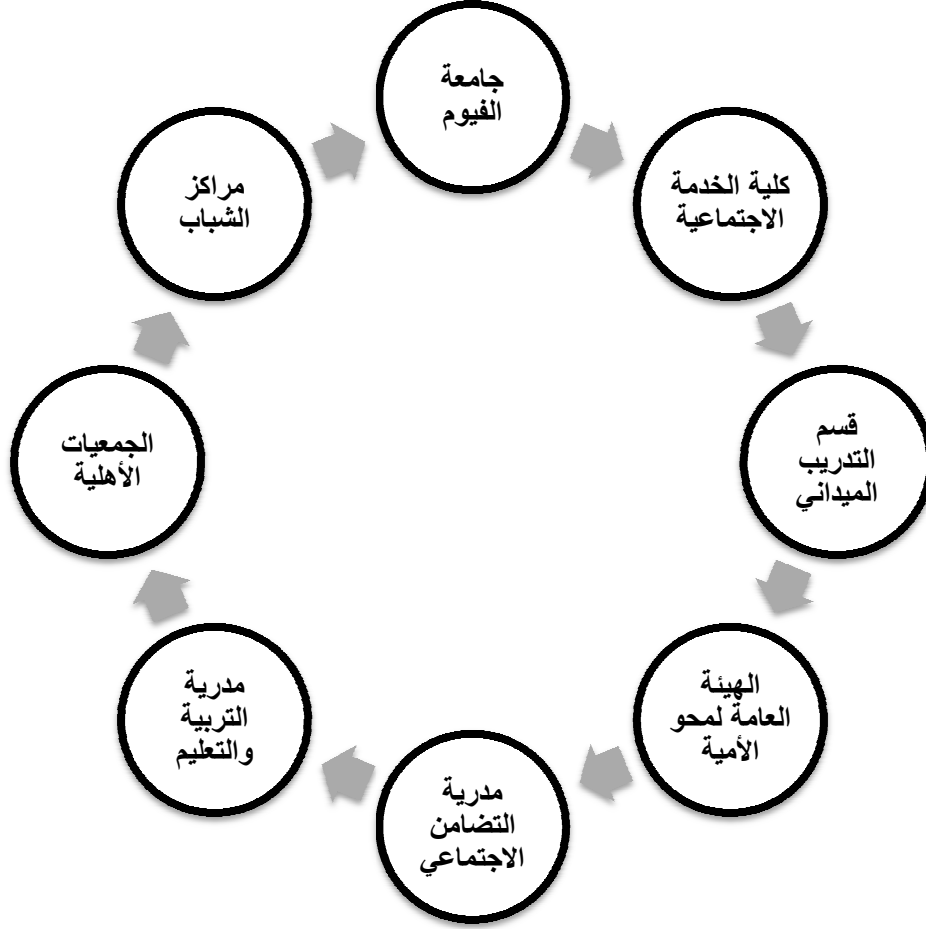 جامعة
الفيوم
كلية الخدمة
الاجتماعية
قسم
التدريب
الميداني
الهيئة
العامة لمحو
الأمية
مدرية
التضامن
الاجتماعي
مدرية
التربية
والتعليم
الجمعيات
الأهلية
مراكز
الشباب